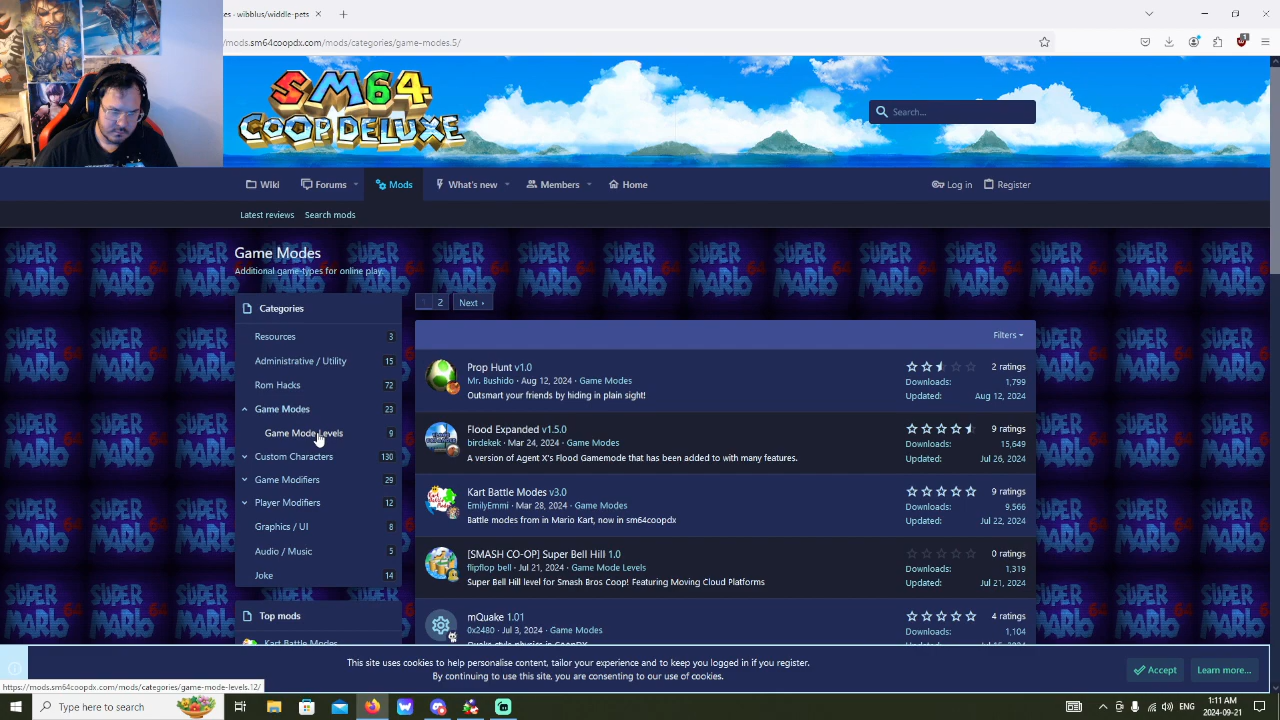 es/wips/wildlife-petes
mods.sm64coopdx.com/mods/categories/game-modes.5/
SM64
COOP DELUXE
Search...
Wiki
Forums
Mods
What's new
Members
Home
Log in
Register
Latest reviews
Search mods
Game Modes
Additional game-types for online play.
Categories
Resources 3
Administrative / Utility 15
Rom Hacks 72
Game Modes 23
Game Mode Levels 9
Custom Characters 130
Game Modifiers 29
Player Modifiers 12
Graphics / UI 8
Audio / Music 5
Joke 14
Top mods
Kart Battle Modes
1 2 Next
Filters
Prop Hunt v1.0
Mr. Bushido · Aug 12, 2024 · Game Modes
Outsmart your friends by hiding in plain sight!
2 ratings
Downloads: 1,799
Updated: Aug 12, 2024
Flood Expanded v1.5.0
birdekek · Mar 24, 2024 · Game Modes
A version of Agent X's Flood Gamemode that has been added to with many features.
9 ratings
Downloads: 15,649
Updated: Jul 26, 2024
Kart Battle Modes v3.0
EmilyEmmi · Mar 28, 2024 · Game Modes
Battle modes from in Mario Kart, now in sm64coopdx
9 ratings
Downloads: 9,566
Updated: Jul 22, 2024
[SMASH CO-OP] Super Bell Hill 1.0
flipflop bell · Jul 21, 2024 · Game Mode Levels
Super Bell Hill level for Smash Bros Coop! Featuring Moving Cloud Platforms
0 ratings
Downloads: 1,319
Updated: Jul 21, 2024
mQuake 1.01
0x2480 · Jul 3, 2024 · Game Modes
4 ratings
Downloads: 1,104
This site uses cookies to help personalise content, tailor your experience and to keep you logged in if you register.
By continuing to use this site, you are consenting to our use of cookies.
Accept
Learn more...
https://mods.sm64coopdx.com/mods/categories/game-mode-levels.12/
Type here to search
ENG
1:11 AM
2024-09-21
SUPER
MARIO
64